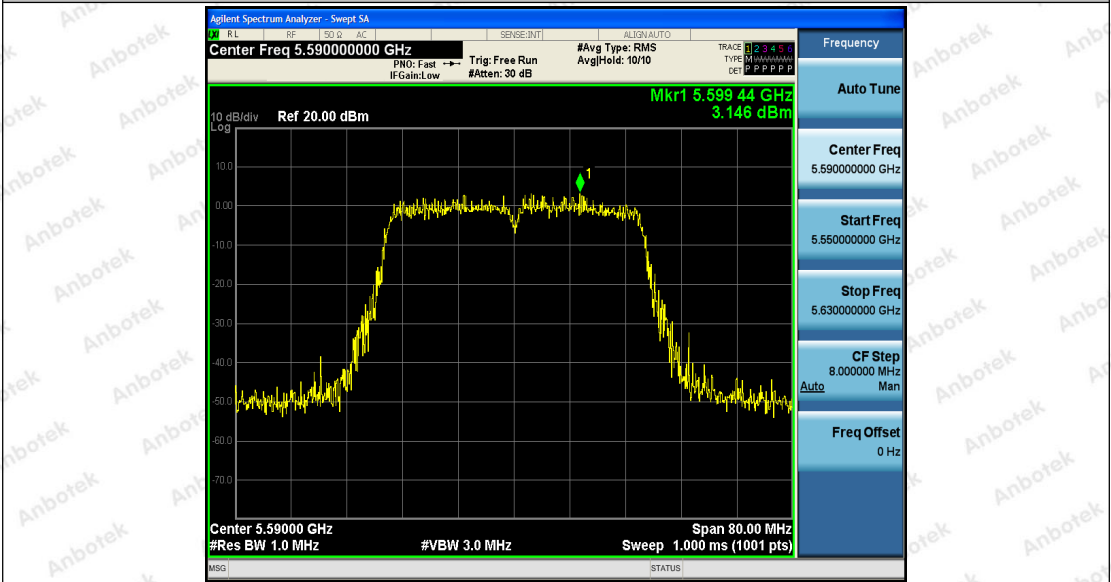 Agilent Spectrum Analyzer - Swept SA
RL RF 50 Ω AC SENSE:INT ALIGNAUTO
Center Freq 5.590000000 GHz
PNO: Fast
IFGain:Low
Trig: Free Run
#Atten: 30 dB
#Avg Type: RMS
Avg|Hold: 10/10
TRACE 1 2 3 4 5 6
TYPE M
DET P P P P P P
Mkr1 5.599 44 GHz
3.146 dBm
10 dB/div Ref 20.00 dBm
Log
10.0
0.00
-10.0
-20.0
-30.0
-40.0
-50.0
-60.0
-70.0
1
Center 5.59000 GHz Span 80.00 MHz
#Res BW 1.0 MHz #VBW 3.0 MHz Sweep 1.000 ms (1001 pts)
MSG STATUS
Frequency
Auto Tune
Center Freq
5.590000000 GHz
Start Freq
5.550000000 GHz
Stop Freq
5.630000000 GHz
CF Step
8.000000 MHz
Auto Man
Freq Offset
0 Hz
Anbotek